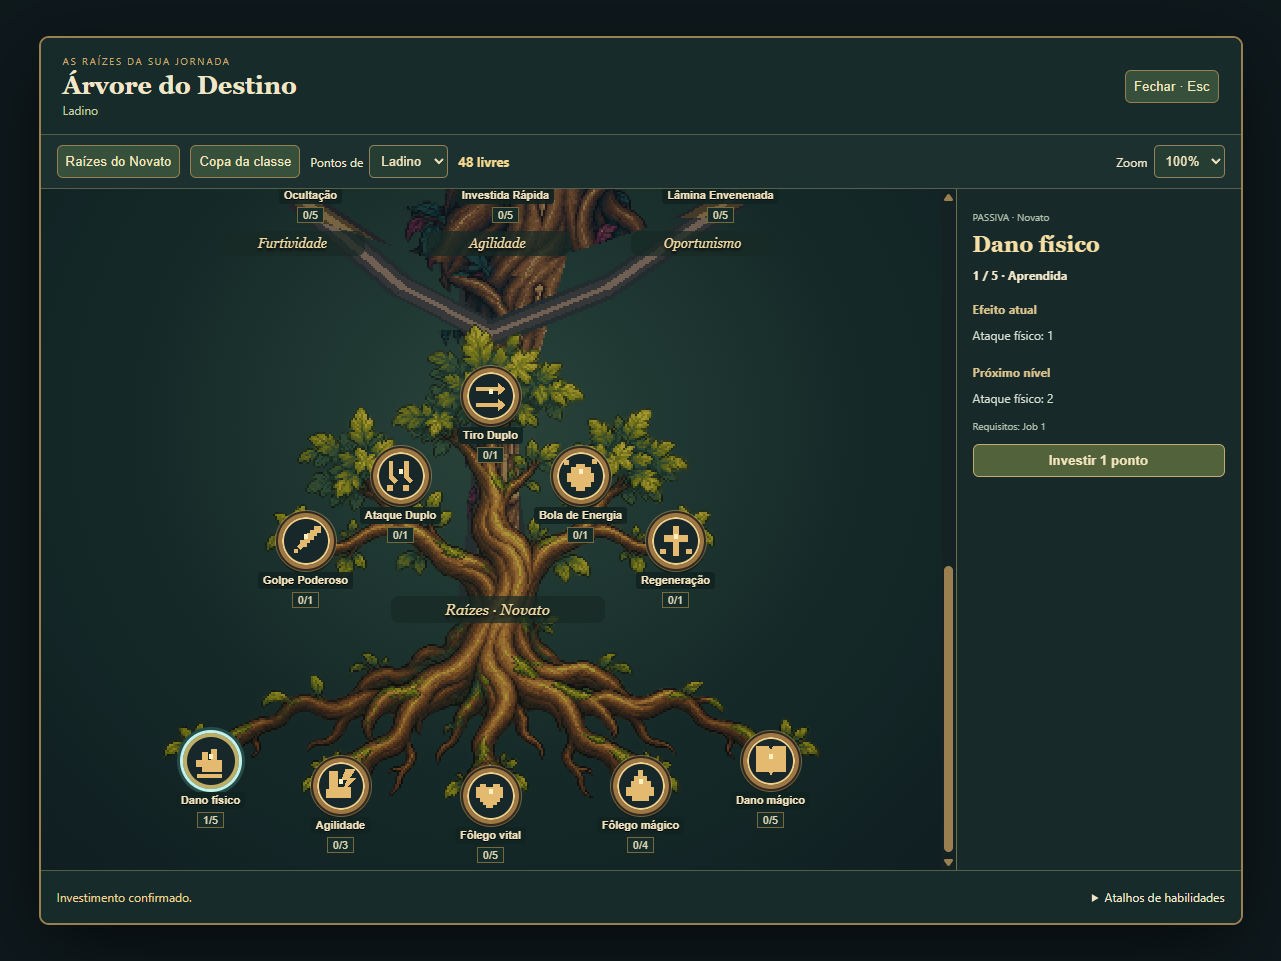 AS RAÍZES DA SUA JORNADA
Árvore do Destino
Ladino
Fechar · Esc
Raízes do Novato
Copa da classe
Pontos de
Ladino
48 livres
Zoom
100%
Ocultação
0/5
Investida Rápida
0/5
Lâmina Envenenada
0/5
Furtividade
Agilidade
Oportunismo
Tiro Duplo
0/1
Ataque Duplo
0/1
Bola de Energia
0/1
Golpe Poderoso
0/1
Regeneração
0/1
Raízes · Novato
Dano físico
1/5
Agilidade
0/3
Fôlego vital
0/5
Fôlego mágico
0/4
Dano mágico
0/5
PASSIVA · Novato
Dano físico
1 / 5 · Aprendida
Efeito atual
Ataque físico: 1
Próximo nível
Ataque físico: 2
Requisitos: Job 1
Investir 1 ponto
Investimento confirmado.
Atalhos de habilidades